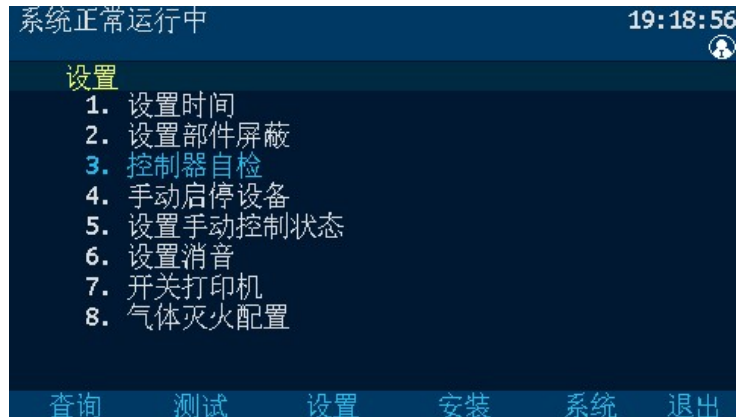 系统正常运行中 19:18:56
设置
1. 设置时间
2. 设置部件屏蔽
3. 控制器自检
4. 手动启停设备
5. 设置手动控制状态
6. 设置消音
7. 开关打印机
8. 气体灭火配置
查询 测试 设置 安装 系统 退出